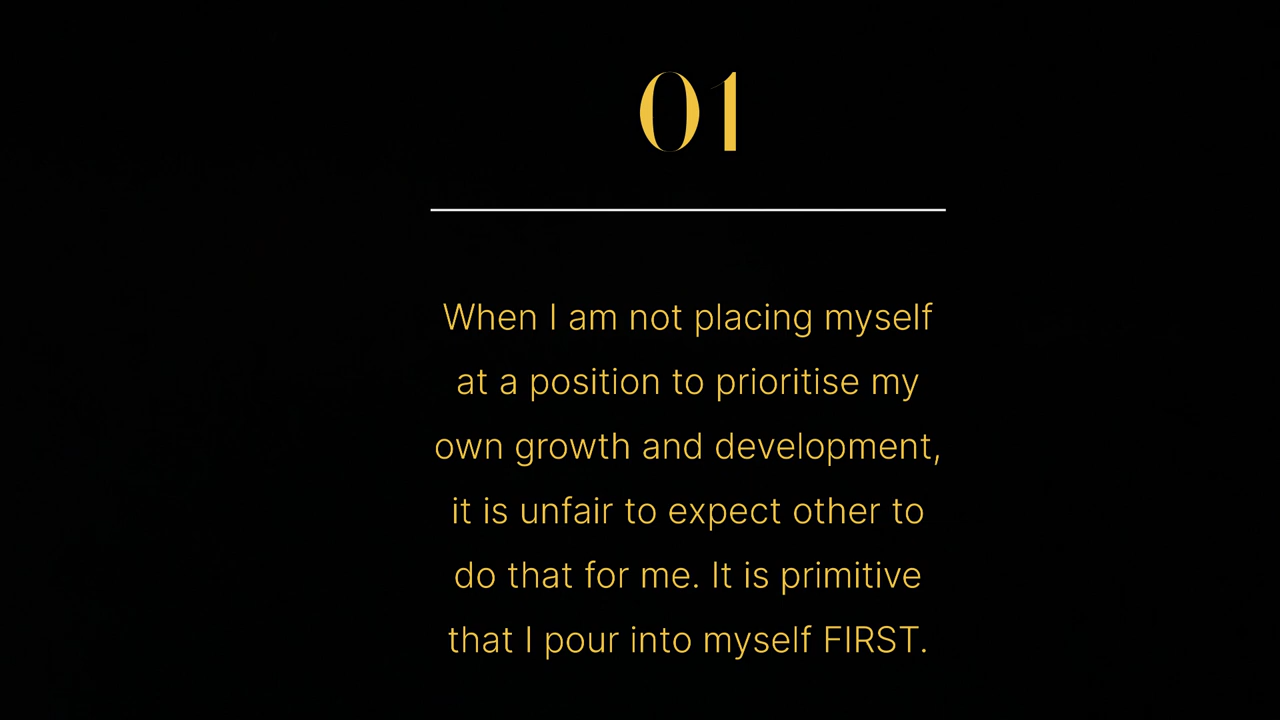 01
When I am not placing myself
at a position to prioritise my
own growth and development,
it is unfair to expect other to
do that for me. It is primitive
that I pour into myself FIRST.